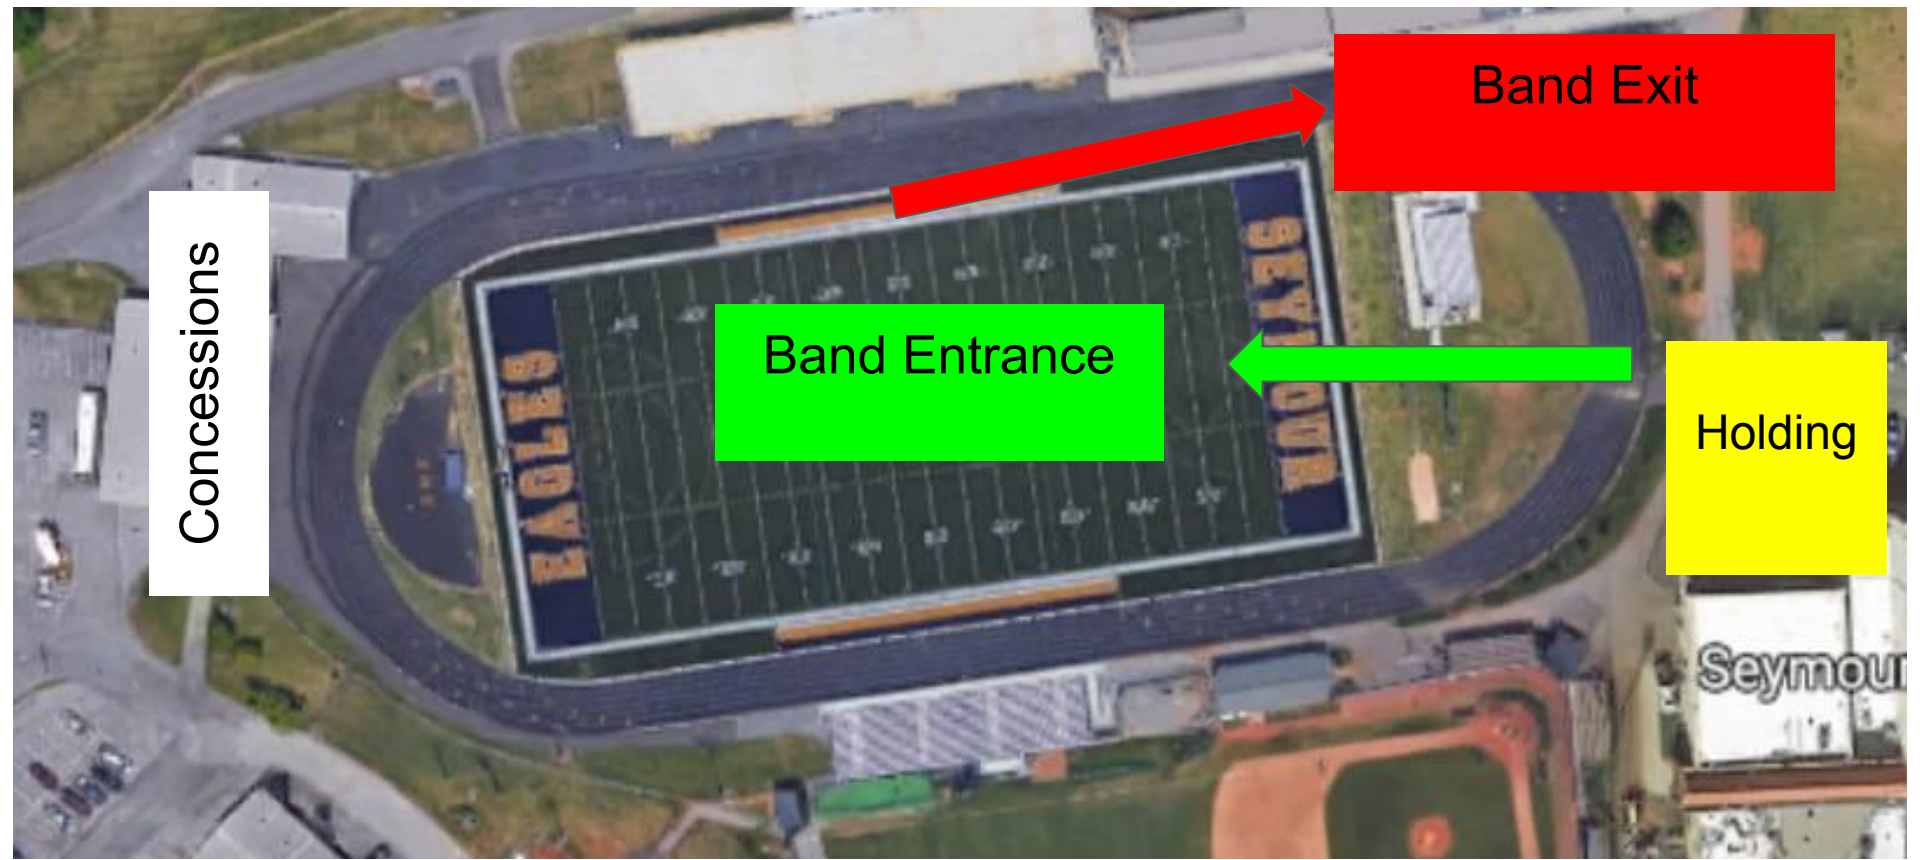 Band Exit
Concessions
Band Entrance
Holding
SEYMOUR
EAGLES
Seymour